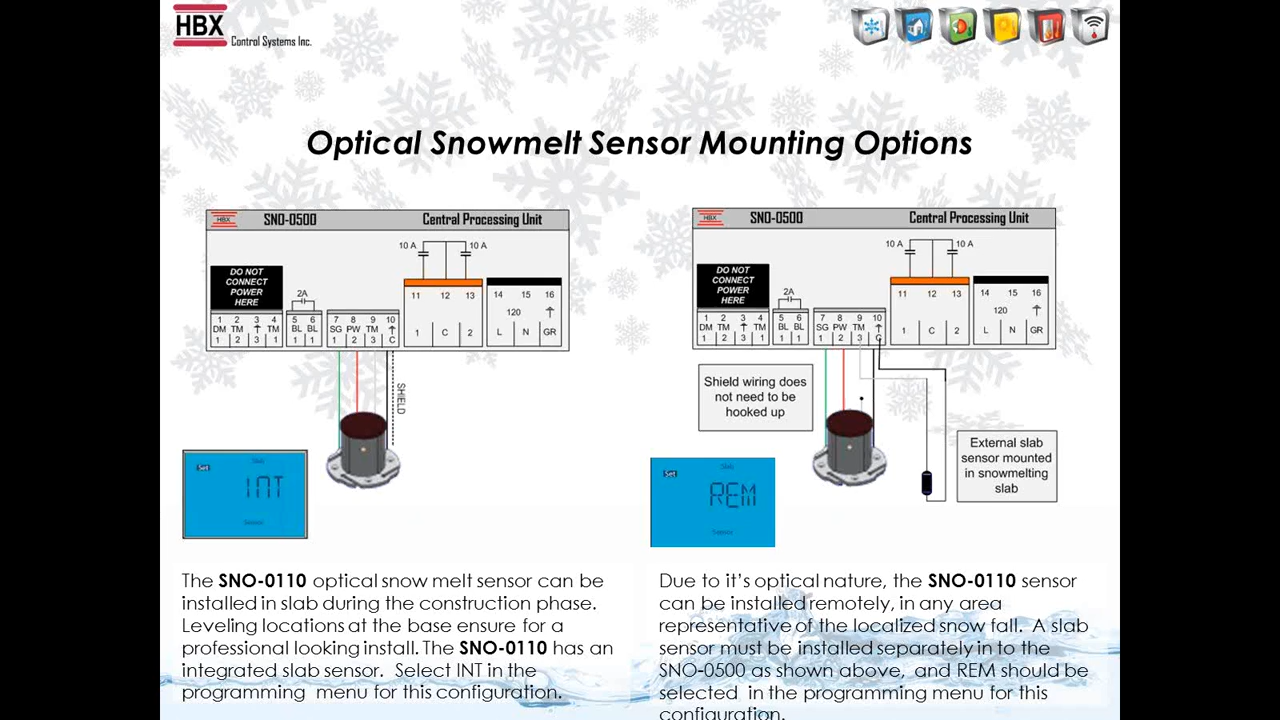 HBX
Control Systems Inc.
Optical Snowmelt Sensor Mounting Options
HBX SNO-0500 Central Processing Unit
10 A 10 A
DO NOT
CONNECT
POWER
HERE
2A
11 12 13
14 15 16
120
1 2 3 4 5 6 7 8 9 10
DM TM TM BL BL SG PW TM
1 2 3 1 1 1 1 2 3 C
1 C 2 L N GR
SHIELD
Set
INT
HBX SNO-0500 Central Processing Unit
10 A 10 A
DO NOT
CONNECT
POWER
HERE
2A
11 12 13
14 15 16
120
1 2 3 4 5 6 7 8 9 10
DM TM TM BL BL SG PW TM
1 2 3 1 1 1 1 2 3 C
1 C 2 L N GR
Shield wiring does
not need to be
hooked up
External slab
sensor mounted
in snowmelting
slab
Set
REM
The SNO-0110 optical snow melt sensor can be
installed in slab during the construction phase.
Leveling locations at the base ensure for a
professional looking install. The SNO-0110 has an
integrated slab sensor. Select INT in the
programming menu for this configuration.
Due to it's optical nature, the SNO-0110 sensor
can be installed remotely, in any area
representative of the localized snow fall. A slab
sensor must be installed separately in to the
SNO-0500 as shown above, and REM should be
selected in the programming menu for this
configuration.